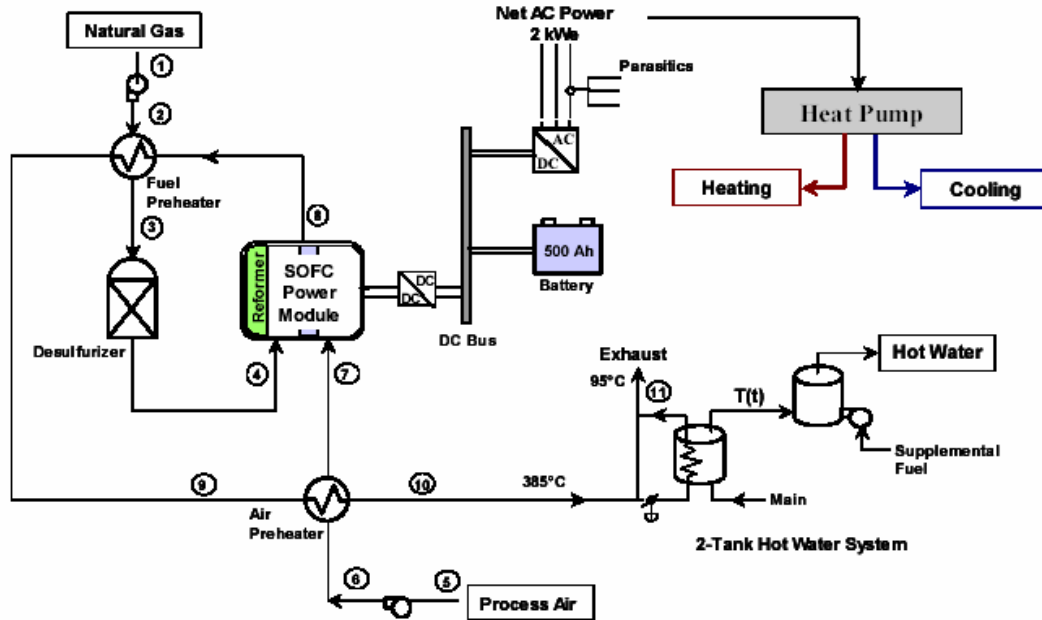 Natural Gas
Net AC Power
2 kWe
Parasitics
1
2
AC
DC
Heat Pump
Fuel
Preheater
Heating
Cooling
3
8
Reformer
SOFC
Power
Module
DC
DC
500 Ah
Battery
DC Bus
Desulfurizer
4
7
Exhaust
95°C
11
T(t)
Hot Water
Supplemental
Fuel
9
10
385°C
Main
Air
Preheater
2-Tank Hot Water System
6
5
Process Air